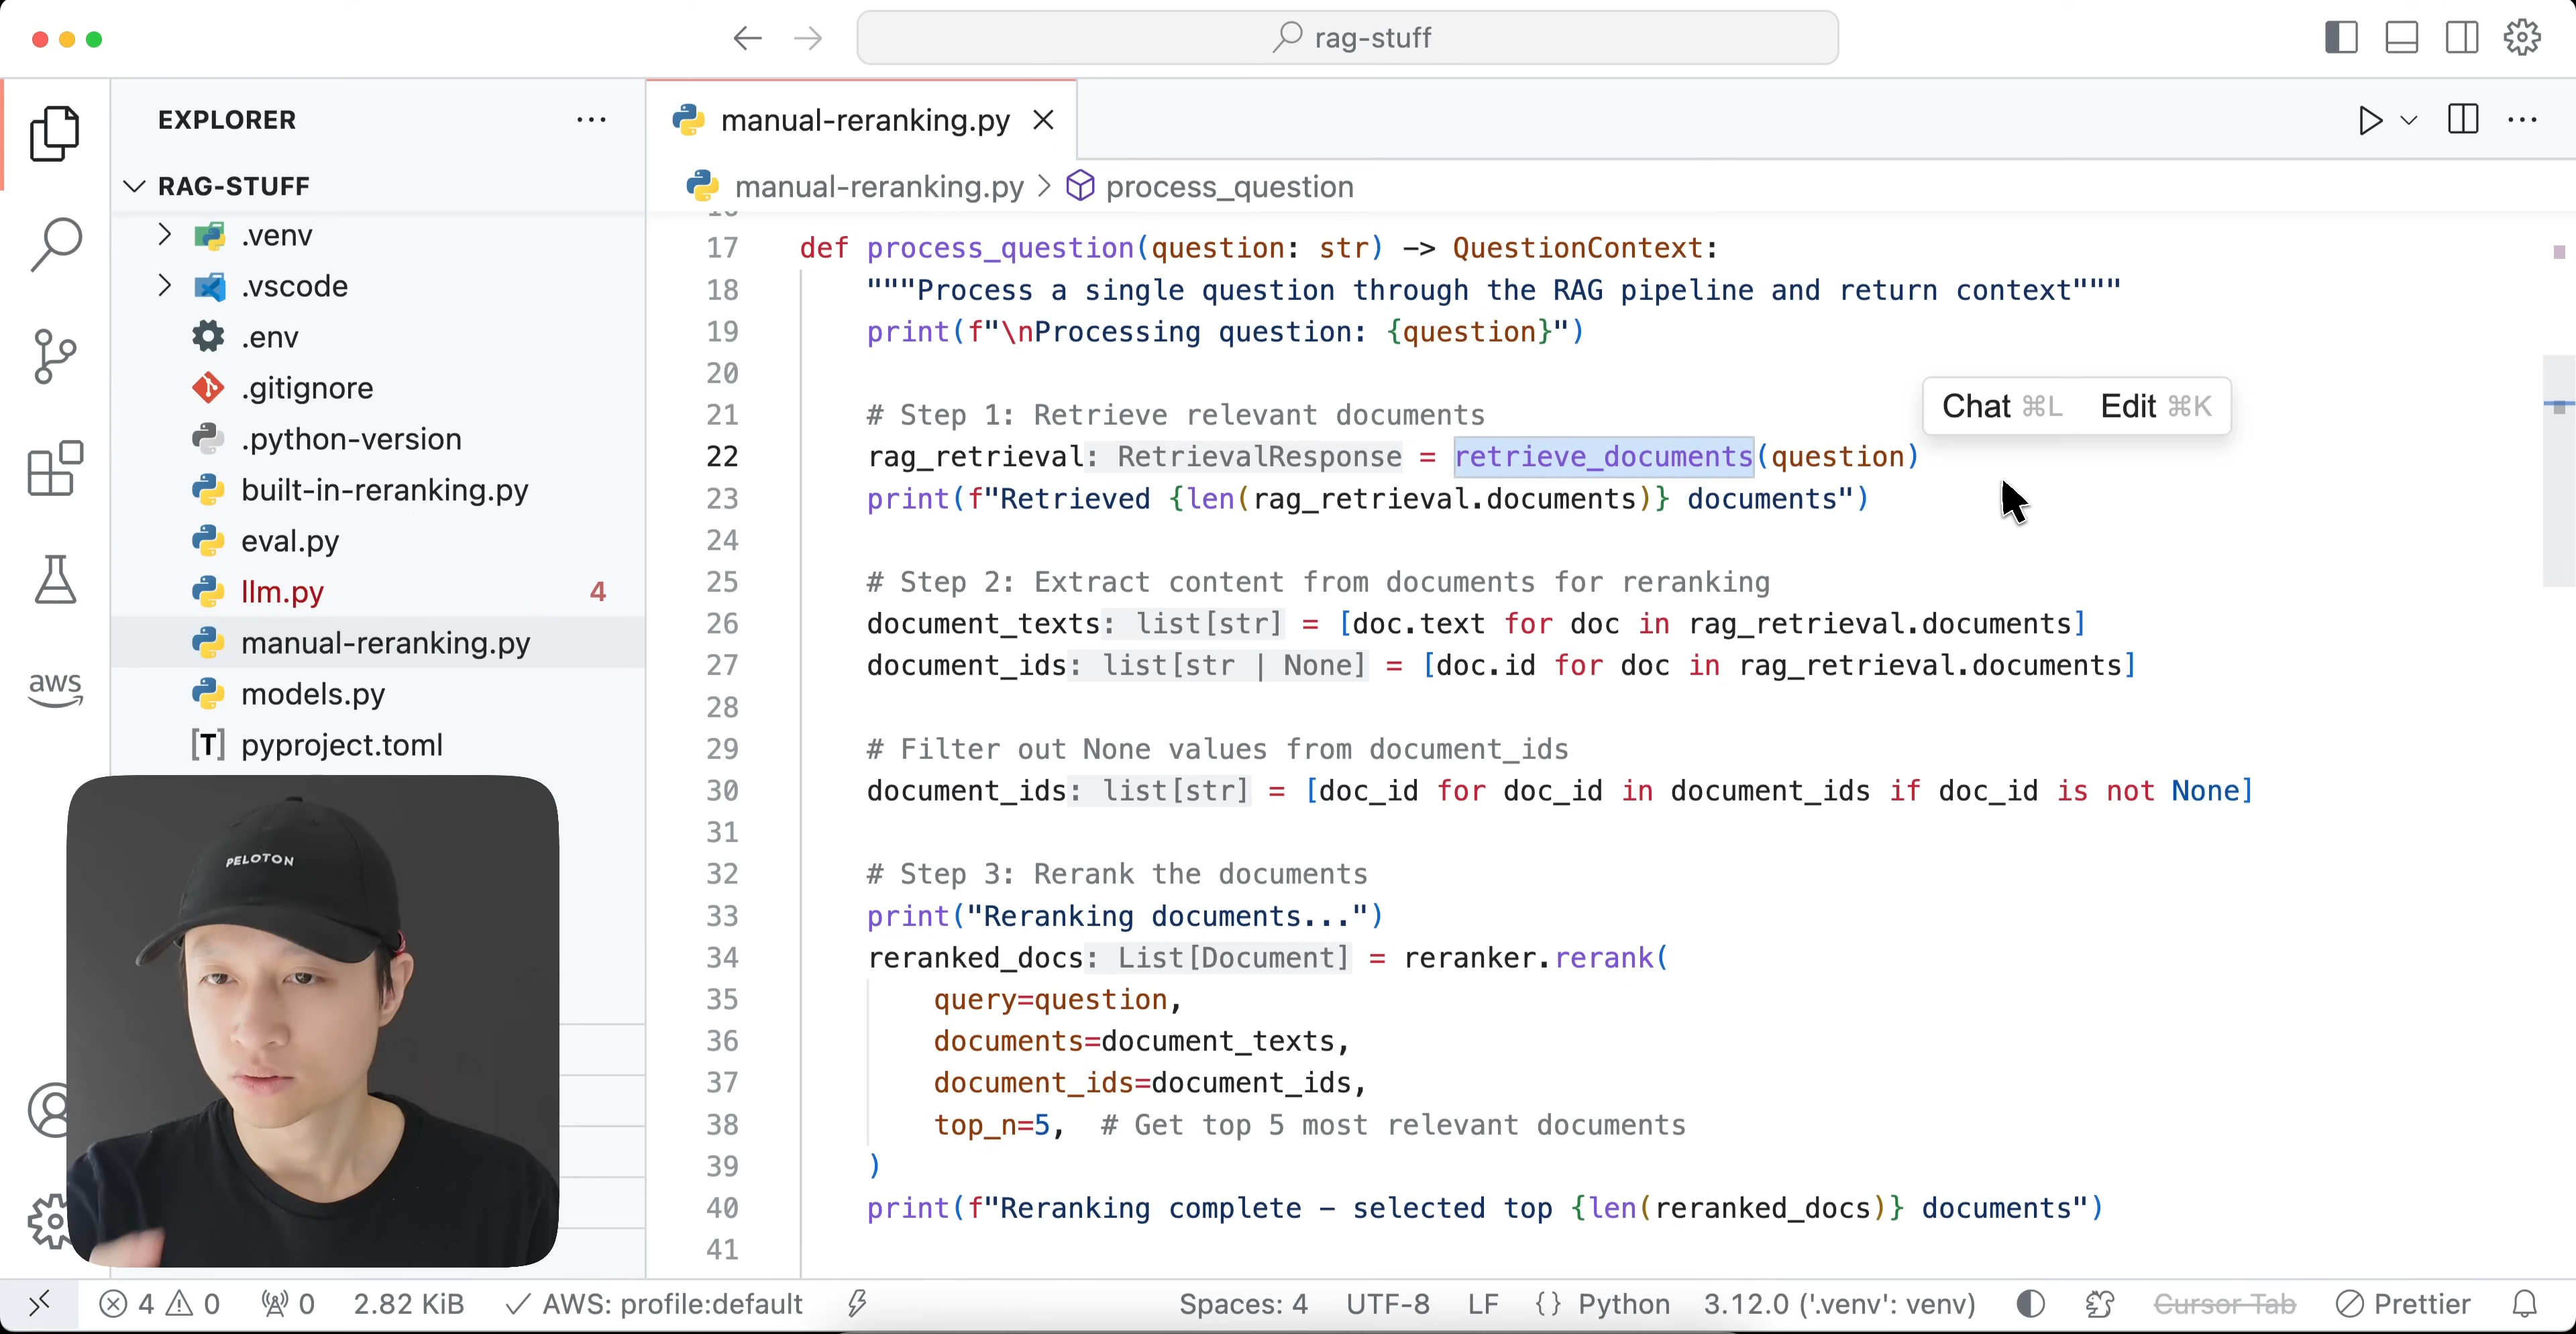 rag-stuff
EXPLORER
RAG-STUFF
.venv
.vscode
.env
.gitignore
.python-version
built-in-reranking.py
eval.py
llm.py 4
manual-reranking.py
models.py
[T] pyproject.toml
aws
PELOTON
manual-reranking.py
manual-reranking.py > process_question
17 def process_question(question: str) -> QuestionContext:
18 """Process a single question through the RAG pipeline and return context"""
19 print(f"\nProcessing question: {question}")
20
21 # Step 1: Retrieve relevant documents
Chat ⌘L Edit ⌘K
22 rag_retrieval: RetrievalResponse = retrieve_documents(question)
23 print(f"Retrieved {len(rag_retrieval.documents)} documents")
24
25 # Step 2: Extract content from documents for reranking
26 document_texts: list[str] = [doc.text for doc in rag_retrieval.documents]
27 document_ids: list[str | None] = [doc.id for doc in rag_retrieval.documents]
28
29 # Filter out None values from document_ids
30 document_ids: list[str] = [doc_id for doc_id in document_ids if doc_id is not None]
31
32 # Step 3: Rerank the documents
33 print("Reranking documents...")
34 reranked_docs: List[Document] = reranker.rerank(
35 query=question,
36 documents=document_texts,
37 document_ids=document_ids,
38 top_n=5, # Get top 5 most relevant documents
39 )
40 print(f"Reranking complete – selected top {len(reranked_docs)} documents")
41
4 0 0 2.82 KiB AWS: profile:default Spaces: 4 UTF-8 LF {} Python 3.12.0 ('.venv': venv) Cursor Tab Prettier